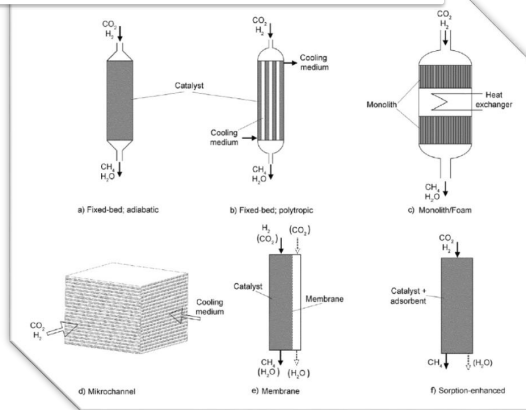 CO₂
H₂
CH₄
H₂O
Catalyst
a) Fixed-bed; adiabatic
CO₂
H₂
Cooling
medium
Cooling
medium
CH₄
H₂O
b) Fixed-bed; polytropic
CO₂
H₂
Monolith
Heat
exchanger
CH₄
H₂O
c) Monolith/Foam
CO₂
H₂
Cooling
medium
d) Mikrochannel
H₂
(CO₂)
(CO₂)
Catalyst
Membrane
CH₄
(H₂O)
(H₂O)
e) Membrane
CO₂
H₂
Catalyst +
adsorbent
CH₄
(H₂O)
f) Sorption-enhanced